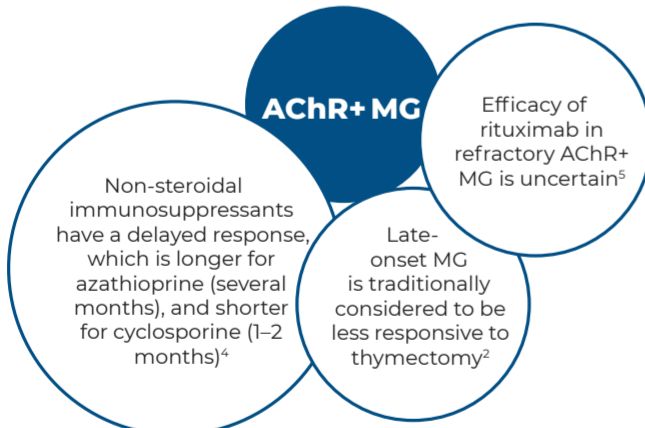 AChR+ MG
Efficacy of
rituximab in
refractory AChR+
MG is uncertain⁵
Non-steroidal
immunosuppressants
have a delayed response,
which is longer for
azathioprine (several
months), and shorter
for cyclosporine (1–2
months)⁴
Late-
onset MG
is traditionally
considered to be
less responsive to
thymectomy²